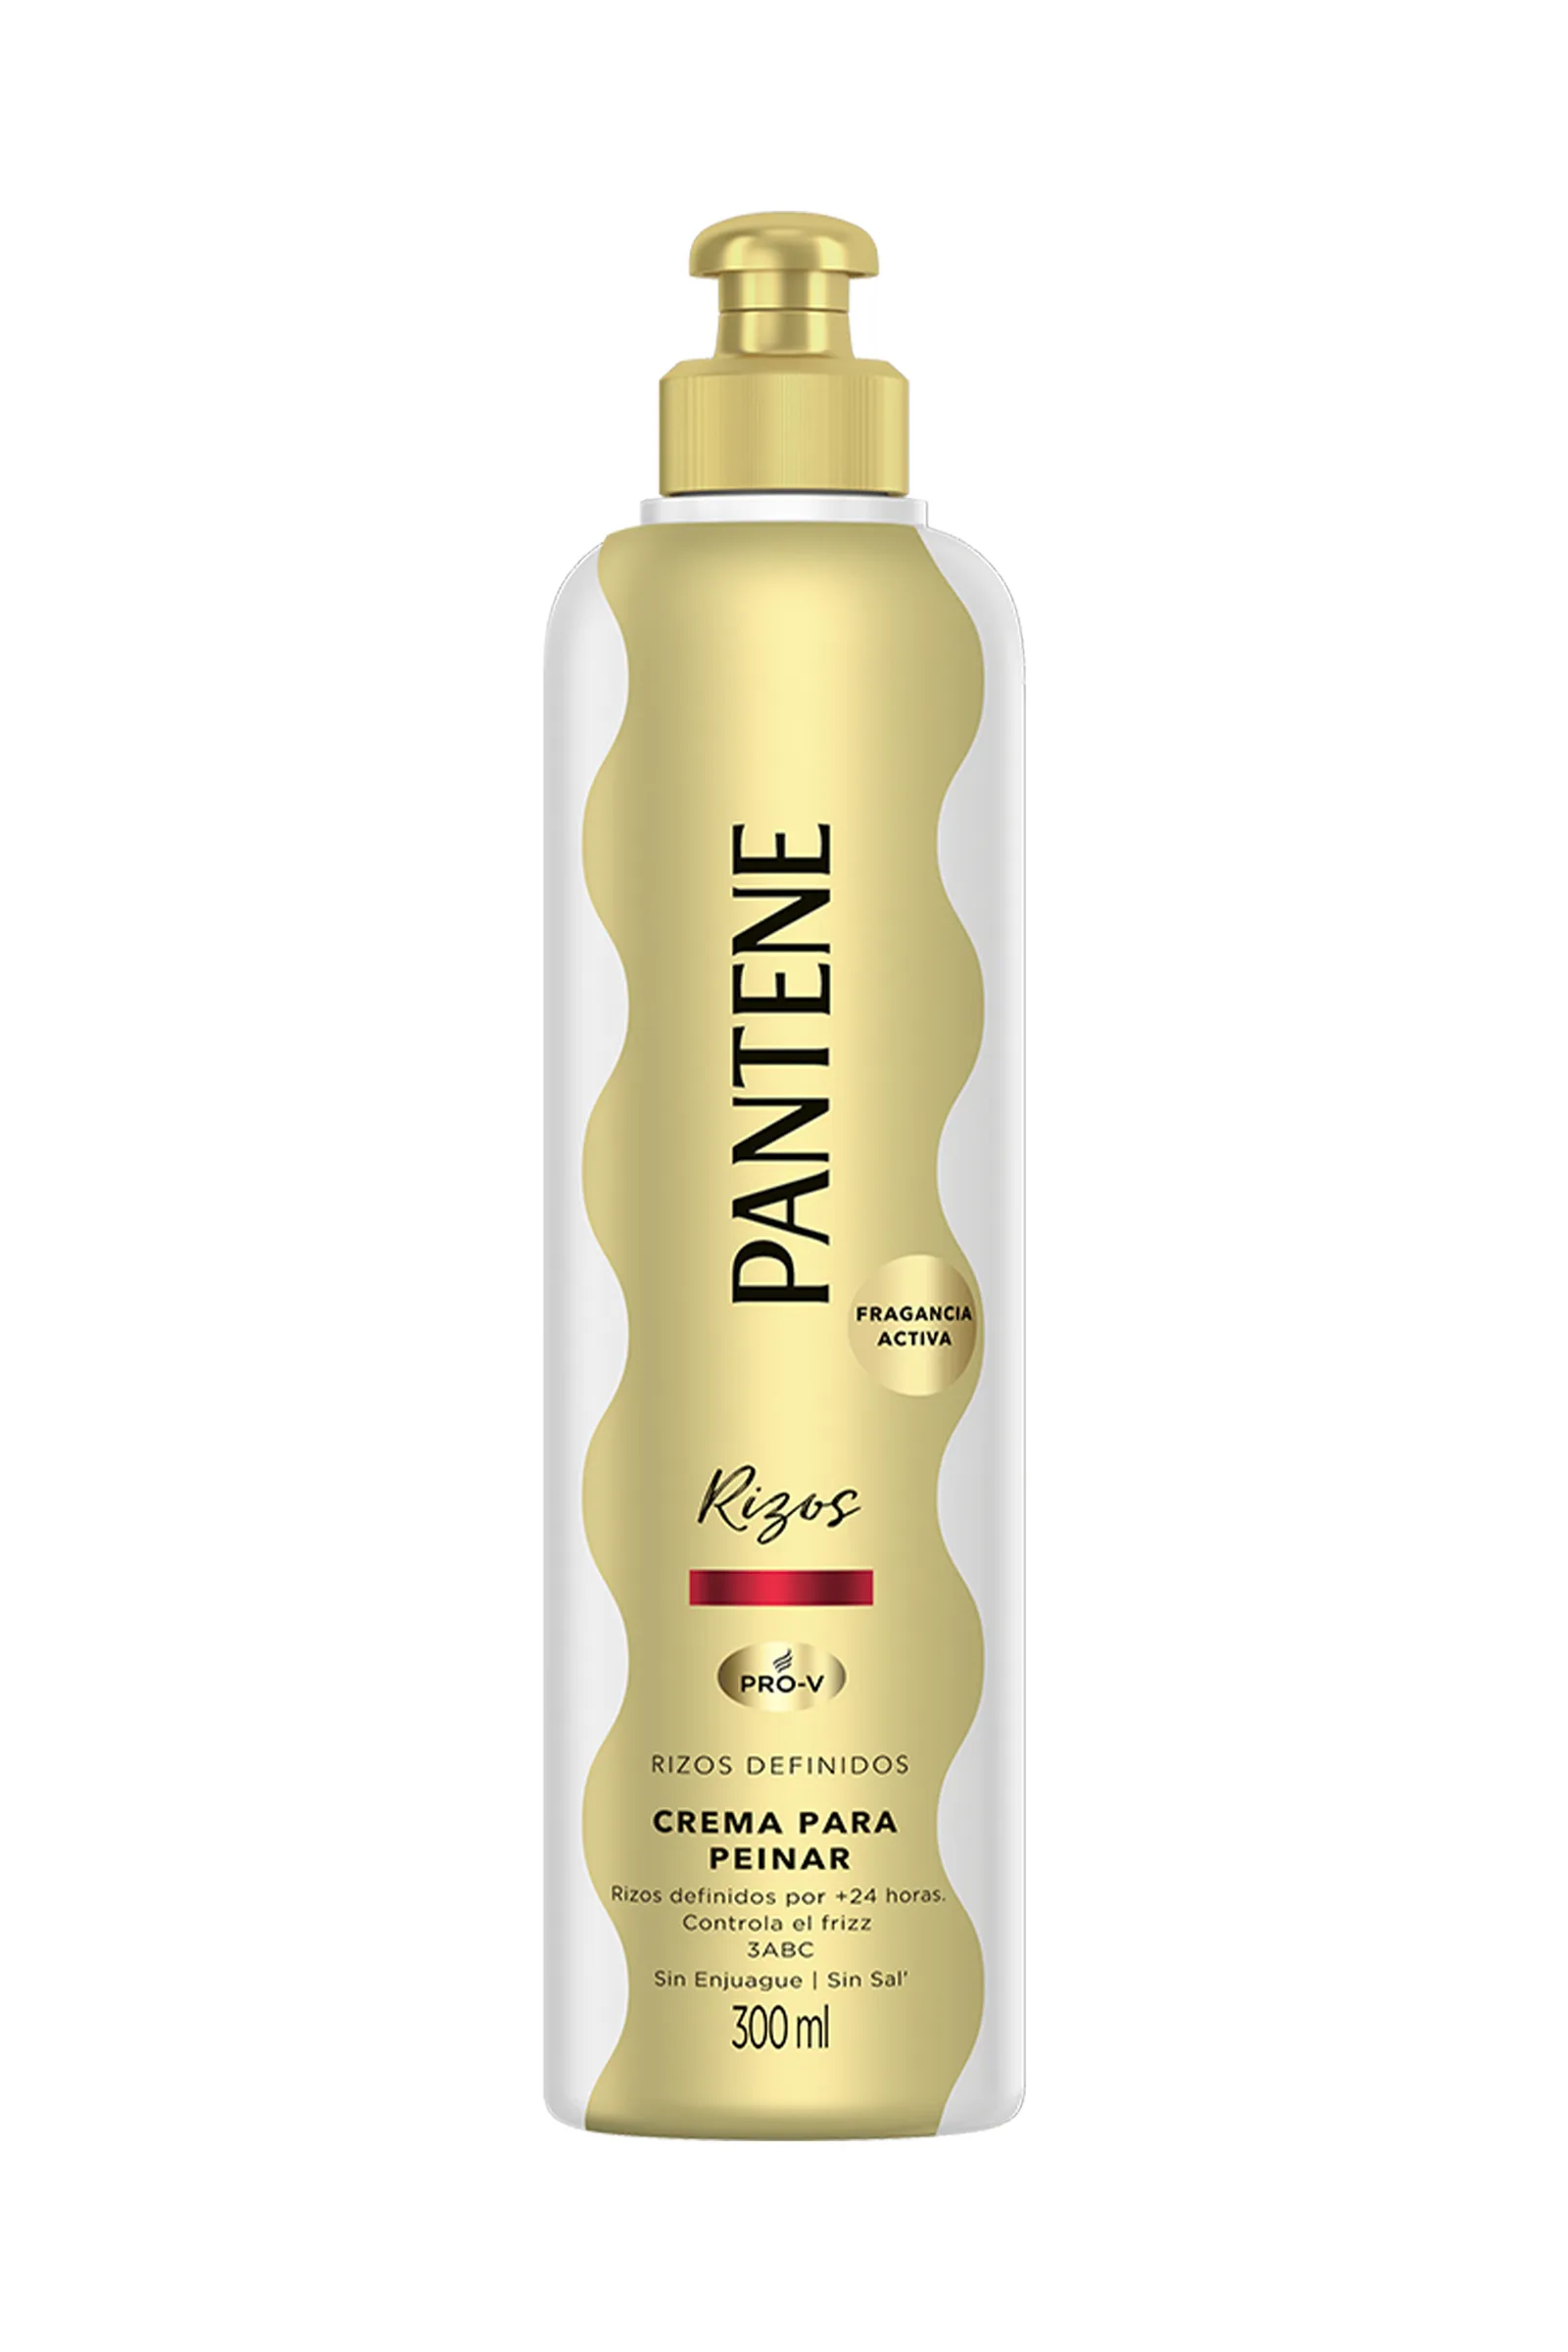 PANTENE
FRAGANCIA
ACTIVA
Rizos
PRO-V
RIZOS DEFINIDOS
CREMA PARA
PEINAR
Rizos definidos por +24 horas.
Controla el frizz
3ABC
Sin Enjuague | Sin Sal'
300 ml